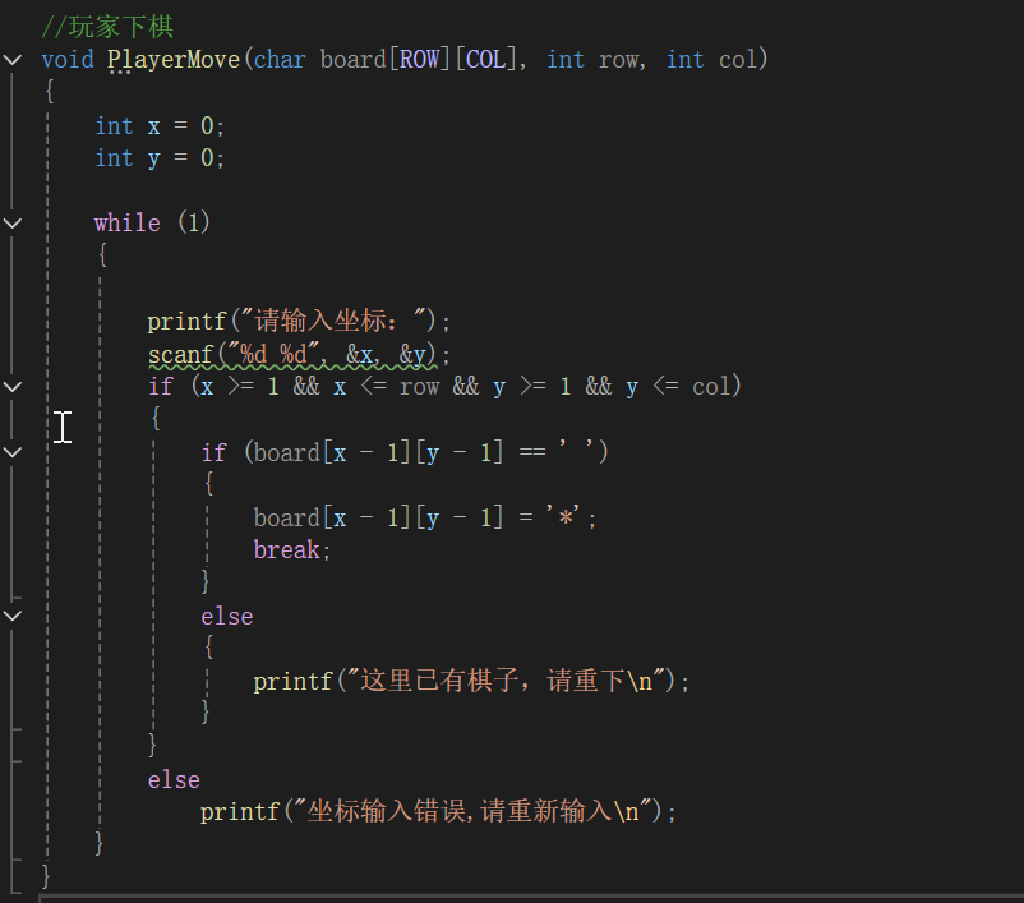 //玩家下棋
void PlayerMove(char board[ROW][COL], int row, int col)
{
    int x = 0;
    int y = 0;

    while (1)
    {

        printf("请输入坐标：");
        scanf("%d %d", &x, &y);
        if (x >= 1 && x <= row && y >= 1 && y <= col)
        {
            if (board[x - 1][y - 1] == ' ')
            {
                board[x - 1][y - 1] = '*';
                break;
            }
            else
            {
                printf("这里已有棋子，请重下\n");
            }
        }
        else
            printf("坐标输入错误,请重新输入\n");
    }
}